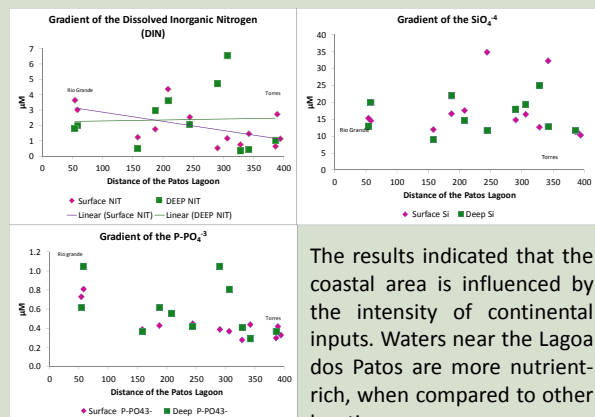 Gradient of the Dissolved Inorganic Nitrogen
(DIN)
7
6
5
4
3
2
1
0
µM
Rio Grande
Torres
0 50 100 150 200 250 300 350 400
Distance of the Patos Lagoon
Surface NIT DEEP NIT
Linear (Surface NIT) Linear (DEEP NIT)
Gradient of the SiO₄⁻⁴
40
35
30
25
20
15
10
5
0
µM
Rio Grande
Torres
0 50 100 150 200 250 300 350 400
Distance of the Patos Lagoon
Surface Si Deep Si
Gradient of the P-PO₄⁻³
1.2
1.0
0.8
0.6
0.4
0.2
0.0
µM
Rio grande
Torres
0 50 100 150 200 250 300 350 400
Distance of the Patos Lagoon
Surface P-PO43- Deep P-PO43-
The results indicated that the
coastal area is influenced by
the intensity of continental
inputs. Waters near the Lagoa
dos Patos are more nutrient-
rich, when compared to other